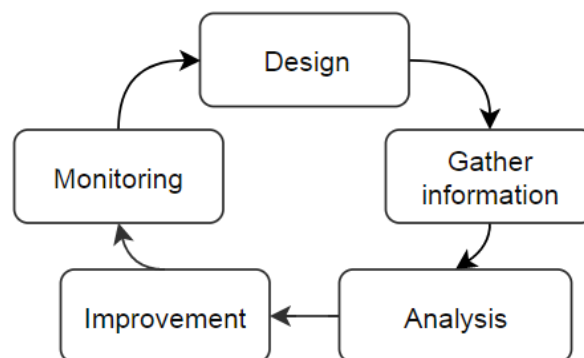 Design
Monitoring
Gather
information
Improvement
Analysis